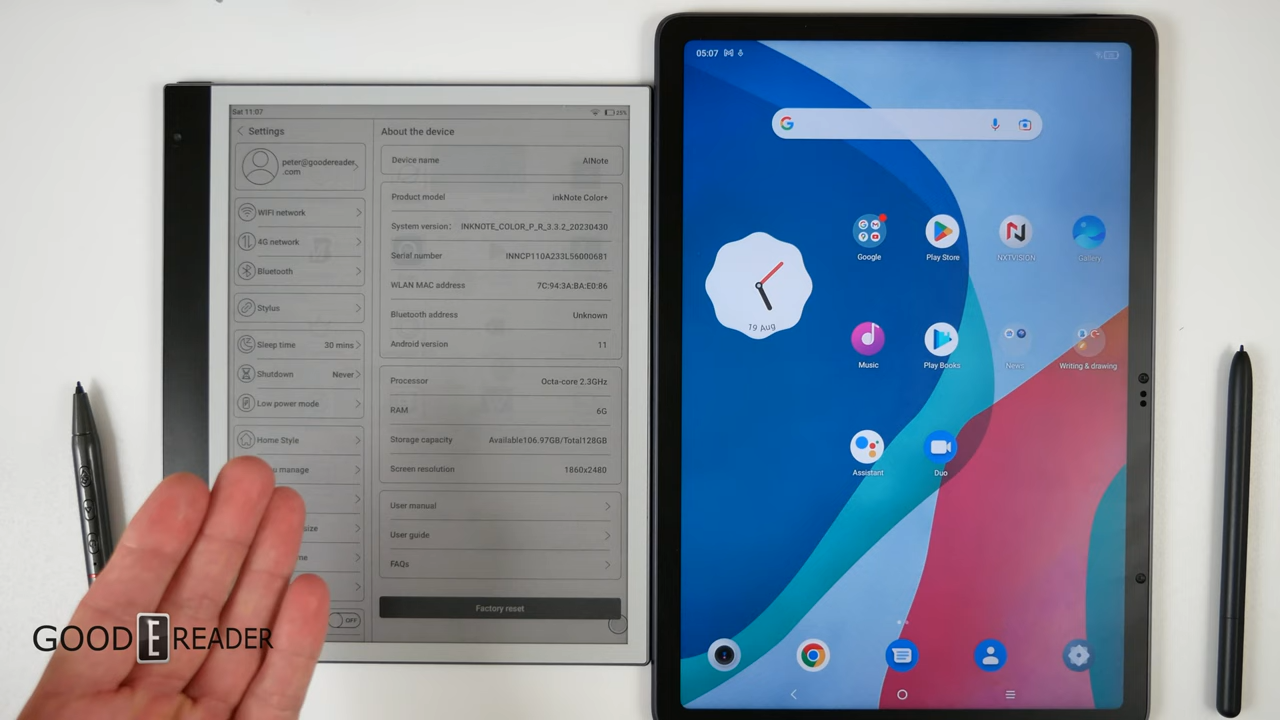 Sat 11:07
25%
Settings
peter@goodereader
.com
WIFI network
4G network
Bluetooth
Stylus
Sleep time 30 mins
Shutdown Never
Low power mode
Home Style
manage
size
me
OFF
About the device
Device name AINote
Product model inkNote Color+
System version: INKNOTE_COLOR_P_R_3.3.2_20230430
Serial number INNCP110A233L56000681
WLAN MAC address 7C:94:3A:BA:E0:86
Bluetooth address Unknown
Android version 11
Processor Octa-core 2.3GHz
RAM 6G
Storage capacity Available106.97GB/Total128GB
Screen resolution 1860x2480
User manual
User guide
FAQs
Factory reset
05:07
19 Aug
Google Play Store NXTVISION Gallery
Music Play Books News Writing & drawing
Assistant Duo
GOOD E READER